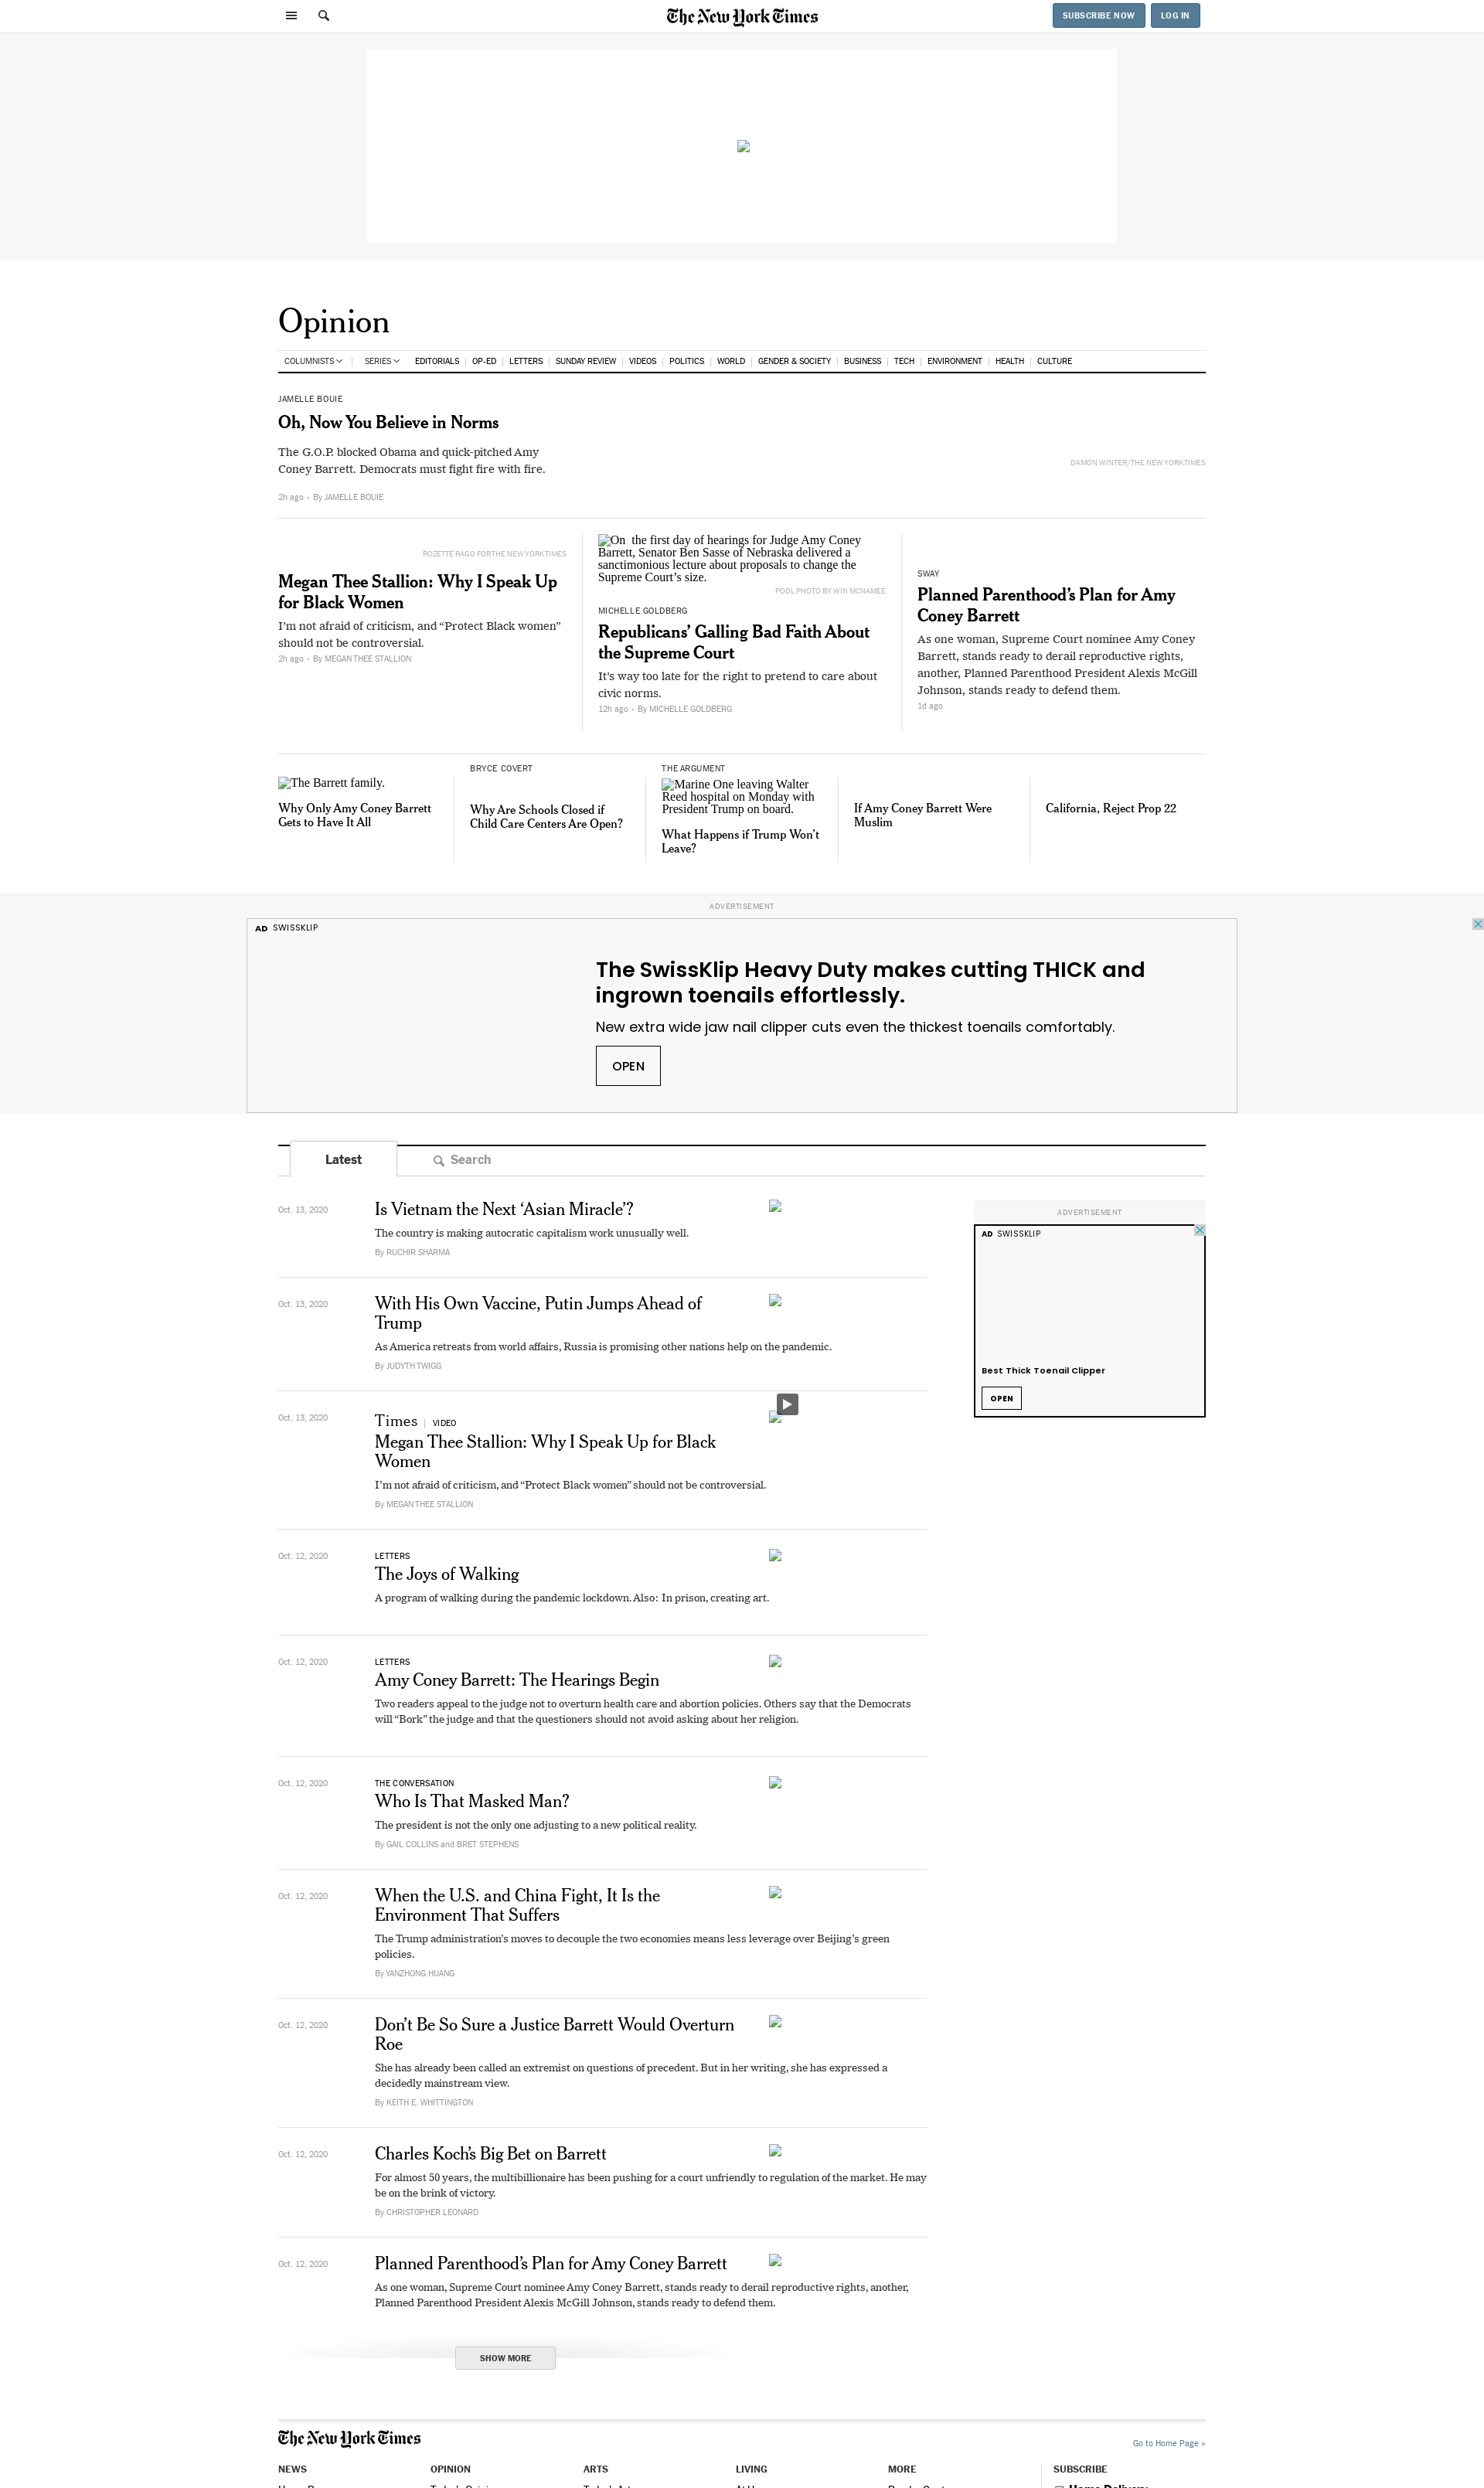 The New York Times
SUBSCRIBE NOW
LOG IN
Opinion
COLUMNISTS
SERIES
EDITORIALS
OP-ED
LETTERS
SUNDAY REVIEW
VIDEOS
POLITICS
WORLD
GENDER & SOCIETY
BUSINESS
TECH
ENVIRONMENT
HEALTH
CULTURE
JAMELLE BOUIE
Oh, Now You Believe in Norms
The G.O.P. blocked Obama and quick-pitched Amy
Coney Barrett. Democrats must fight fire with fire.
2h ago • By JAMELLE BOUIE
DAMON WINTER/THE NEW YORK TIMES
ROZETTE RAGO FOR THE NEW YORK TIMES
Megan Thee Stallion: Why I Speak Up
for Black Women
I’m not afraid of criticism, and “Protect Black women”
should not be controversial.
2h ago • By MEGAN THEE STALLION
On the first day of hearings for Judge Amy Coney
Barrett, Senator Ben Sasse of Nebraska delivered a
sanctimonious lecture about proposals to change the
Supreme Court’s size.
POOL PHOTO BY WIN MCNAMEE
MICHELLE GOLDBERG
Republicans’ Galling Bad Faith About
the Supreme Court
It’s way too late for the right to pretend to care about
civic norms.
12h ago • By MICHELLE GOLDBERG
SWAY
Planned Parenthood’s Plan for Amy
Coney Barrett
As one woman, Supreme Court nominee Amy Coney
Barrett, stands ready to derail reproductive rights,
another, Planned Parenthood President Alexis McGill
Johnson, stands ready to defend them.
1d ago
The Barrett family.
Why Only Amy Coney Barrett
Gets to Have It All
BRYCE COVERT
Why Are Schools Closed if
Child Care Centers Are Open?
THE ARGUMENT
Marine One leaving Walter
Reed hospital on Monday with
President Trump on board.
What Happens if Trump Won’t
Leave?
If Amy Coney Barrett Were
Muslim
California, Reject Prop 22
ADVERTISEMENT
AD SWISSKLIP
The SwissKlip Heavy Duty makes cutting THICK and
ingrown toenails effortlessly.
New extra wide jaw nail clipper cuts even the thickest toenails comfortably.
OPEN
Latest
Search
Oct. 13, 2020
Is Vietnam the Next ‘Asian Miracle’?
The country is making autocratic capitalism work unusually well.
By RUCHIR SHARMA
ADVERTISEMENT
AD SWISSKLIP
Best Thick Toenail Clipper
OPEN
Oct. 13, 2020
With His Own Vaccine, Putin Jumps Ahead of
Trump
As America retreats from world affairs, Russia is promising other nations help on the pandemic.
By JUDYTH TWIGG
Oct. 13, 2020
Times | VIDEO
Megan Thee Stallion: Why I Speak Up for Black
Women
I’m not afraid of criticism, and “Protect Black women” should not be controversial.
By MEGAN THEE STALLION
Oct. 12, 2020
LETTERS
The Joys of Walking
A program of walking during the pandemic lockdown. Also: In prison, creating art.
Oct. 12, 2020
LETTERS
Amy Coney Barrett: The Hearings Begin
Two readers appeal to the judge not to overturn health care and abortion policies. Others say that the Democrats
will “Bork” the judge and that the questioners should not avoid asking about her religion.
Oct. 12, 2020
THE CONVERSATION
Who Is That Masked Man?
The president is not the only one adjusting to a new political reality.
By GAIL COLLINS and BRET STEPHENS
Oct. 12, 2020
When the U.S. and China Fight, It Is the
Environment That Suffers
The Trump administration’s moves to decouple the two economies means less leverage over Beijing’s green
policies.
By YANZHONG HUANG
Oct. 12, 2020
Don’t Be So Sure a Justice Barrett Would Overturn
Roe
She has already been called an extremist on questions of precedent. But in her writing, she has expressed a
decidedly mainstream view.
By KEITH E. WHITTINGTON
Oct. 12, 2020
Charles Koch’s Big Bet on Barrett
For almost 50 years, the multibillionaire has been pushing for a court unfriendly to regulation of the market. He may
be on the brink of victory.
By CHRISTOPHER LEONARD
Oct. 12, 2020
Planned Parenthood’s Plan for Amy Coney Barrett
As one woman, Supreme Court nominee Amy Coney Barrett, stands ready to derail reproductive rights, another,
Planned Parenthood President Alexis McGill Johnson, stands ready to defend them.
SHOW MORE
The New York Times
Go to Home Page »
NEWS
OPINION
ARTS
LIVING
MORE
SUBSCRIBE